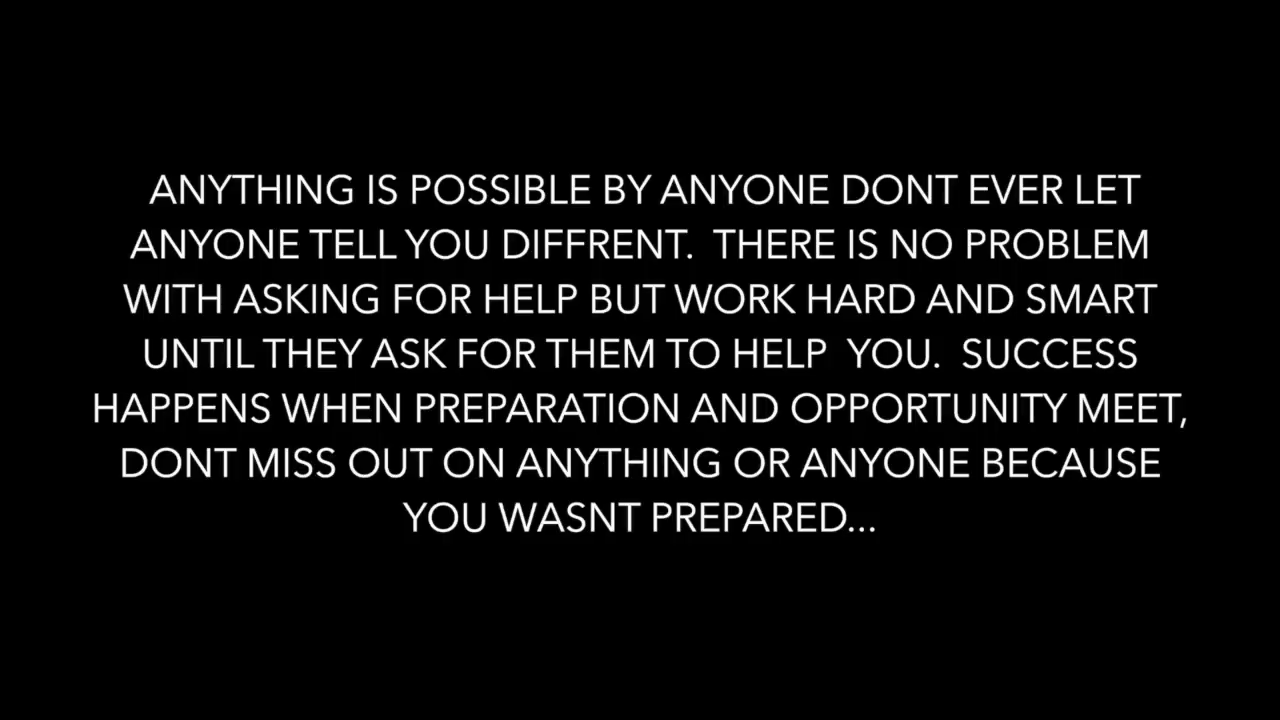 ANYTHING IS POSSIBLE BY ANYONE DONT EVER LET
ANYONE TELL YOU DIFFRENT.  THERE IS NO PROBLEM
WITH ASKING FOR HELP BUT WORK HARD AND SMART
UNTIL THEY ASK FOR THEM TO HELP  YOU.  SUCCESS
HAPPENS WHEN PREPARATION AND OPPORTUNITY MEET,
DONT MISS OUT ON ANYTHING OR ANYONE BECAUSE
YOU WASNT PREPARED...